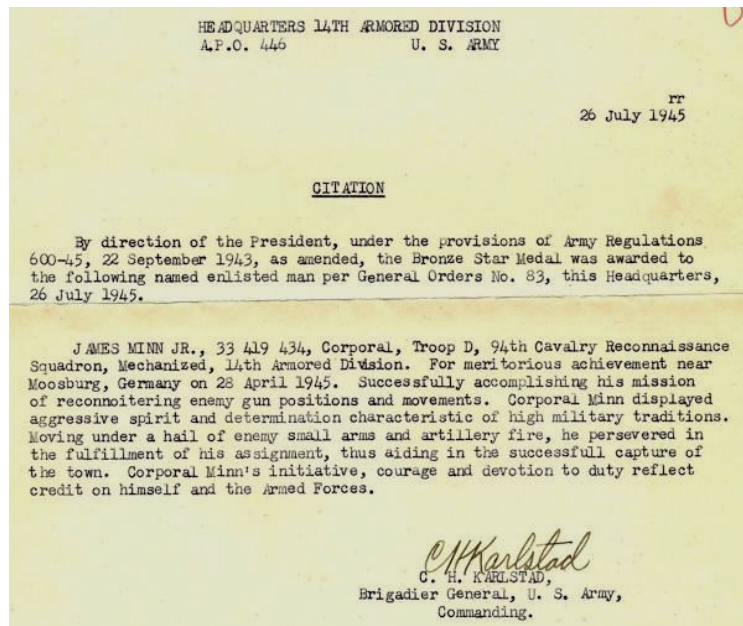 HEADQUARTERS 14TH ARMORED DIVISION
A.P.O. 446 U. S. ARMY
rr
26 July 1945
CITATION
By direction of the President, under the provisions of Army Regulations
600-45, 22 September 1943, as amended, the Bronze Star Medal was awarded to
the following named enlisted man per General Orders No. 83, this Headquarters,
26 July 1945.
JAMES MINN JR., 33 419 434, Corporal, Troop D, 94th Cavalry Reconnaissance
Squadron, Mechanized, 14th Armored Division. For meritorious achievement near
Moosburg, Germany on 28 April 1945. Successfully accomplishing his mission
of reconnoitering enemy gun positions and movements. Corporal Minn displayed
aggressive spirit and determination characteristic of high military traditions.
Moving under a hail of enemy small arms and artillery fire, he persevered in
the fulfillment of his assignment, thus aiding in the successfull capture of
the town. Corporal Minn's initiative, courage and devotion to duty reflect
credit on himself and the Armed Forces.
C H Karlstad
C. H. KARLSTAD,
Brigadier General, U. S. Army,
Commanding.